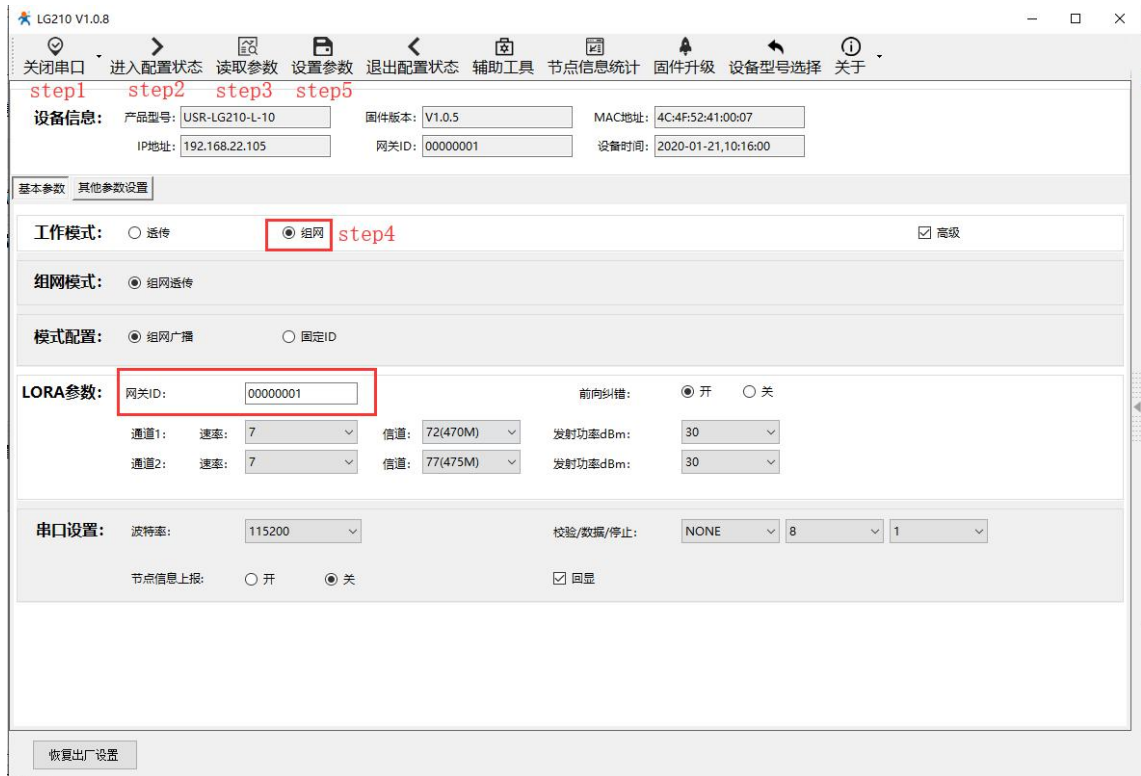 LG210 V1.0.8
关闭串口 进入配置状态 读取参数 设置参数 退出配置状态 辅助工具 节点信息统计 固件升级 设备型号选择 关于
step1 step2 step3 step5
设备信息: 产品型号: USR-LG210-L-10 固件版本: V1.0.5 MAC地址: 4C:4F:52:41:00:07
IP地址: 192.168.22.105 网关ID: 00000001 设备时间: 2020-01-21,10:16:00
基本参数 其他参数设置
工作模式: 透传 组网 step4 高级
组网模式: 组网透传
模式配置: 组网广播 固定ID
LORA参数: 网关ID: 00000001 前向纠错: 开 关
通道1: 速率: 7 信道: 72(470M) 发射功率dBm: 30
通道2: 速率: 7 信道: 77(475M) 发射功率dBm: 30
串口设置: 波特率: 115200 校验/数据/停止: NONE 8 1
节点信息上报: 开 关 回显
恢复出厂设置